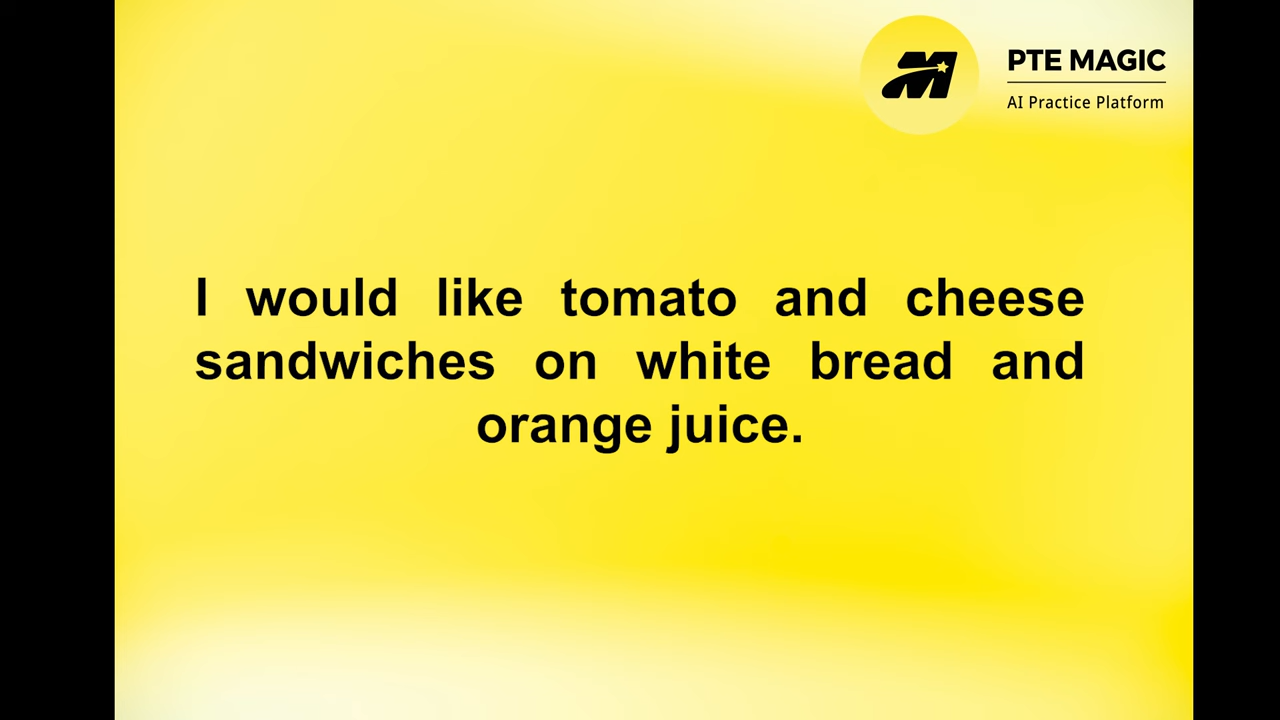 PTE MAGIC
AI Practice Platform
I would like tomato and cheese
sandwiches on white bread and
orange juice.